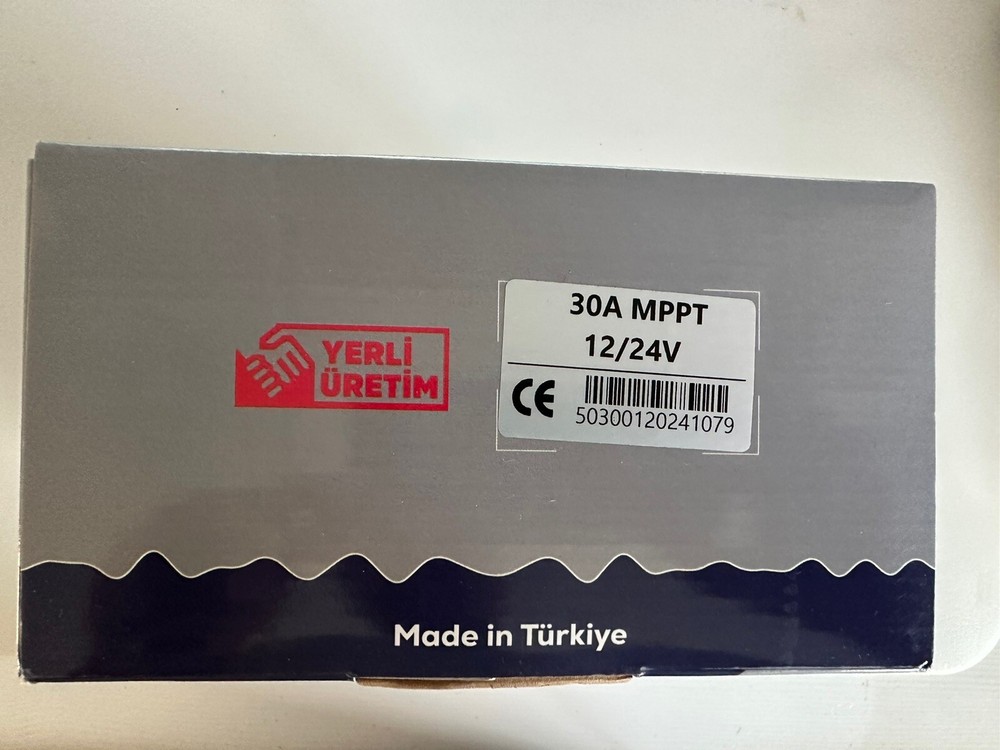 YERLİ
ÜRETİM
30A MPPT
12/24V
CE
50300120241079
Made in Türkiye